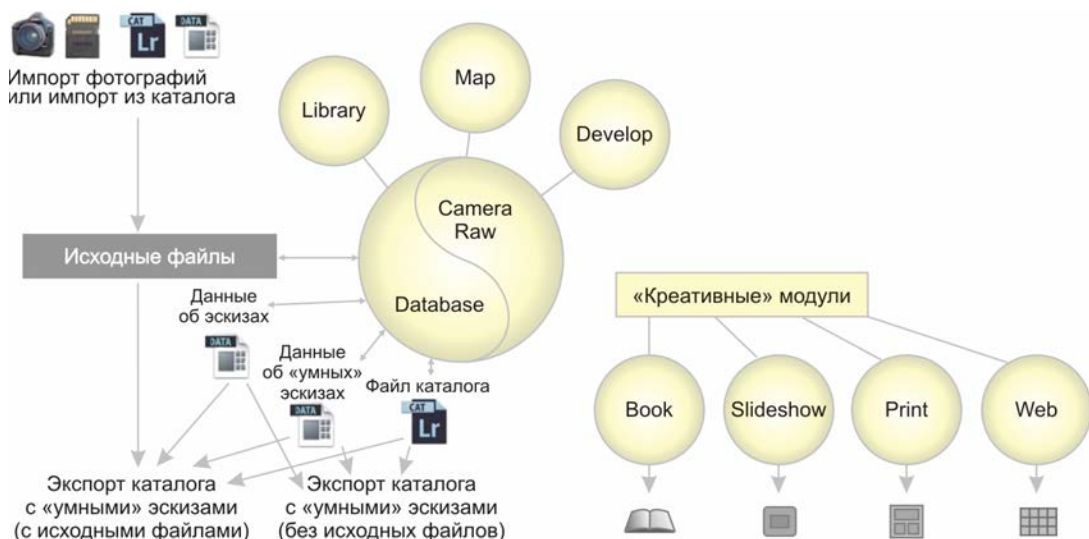 CAT
DATA
Lr
Импорт фотографий
или импорт из каталога
Library
Map
Develop
Camera
Raw
Database
Исходные файлы
Данные
об эскизах
DATA
Данные
об «умных»
эскизах
DATA
Файл каталога
CAT
Lr
Экспорт каталога
с «умными» эскизами
(с исходными файлами)
Экспорт каталога
с «умными» эскизами
(без исходных файлов)
«Креативные» модули
Book
Slideshow
Print
Web